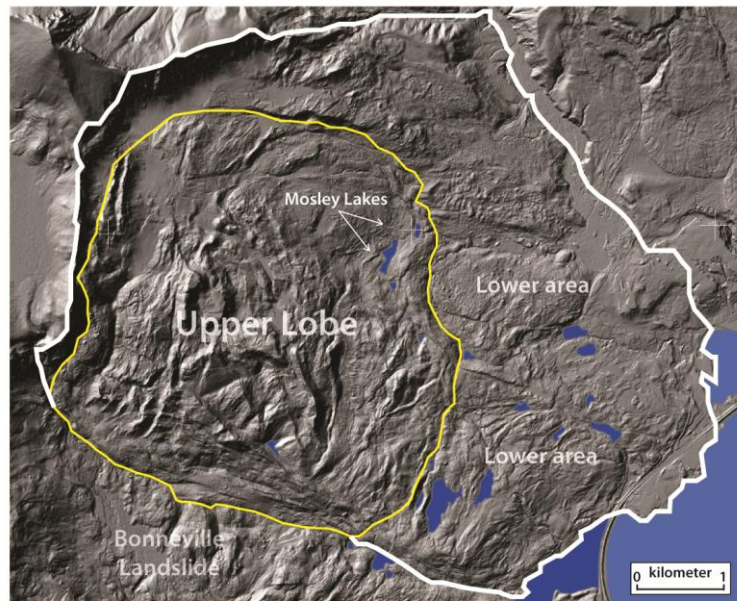 Mosley Lakes
Lower area
Upper Lobe
Lower area
Bonneville
Landslide
kilometer
0 1